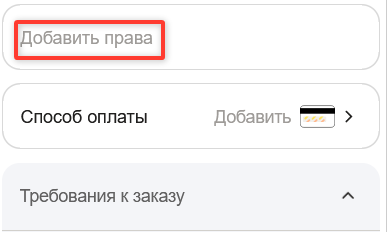 Добавить права
Способ оплаты Добавить
Требования к заказу